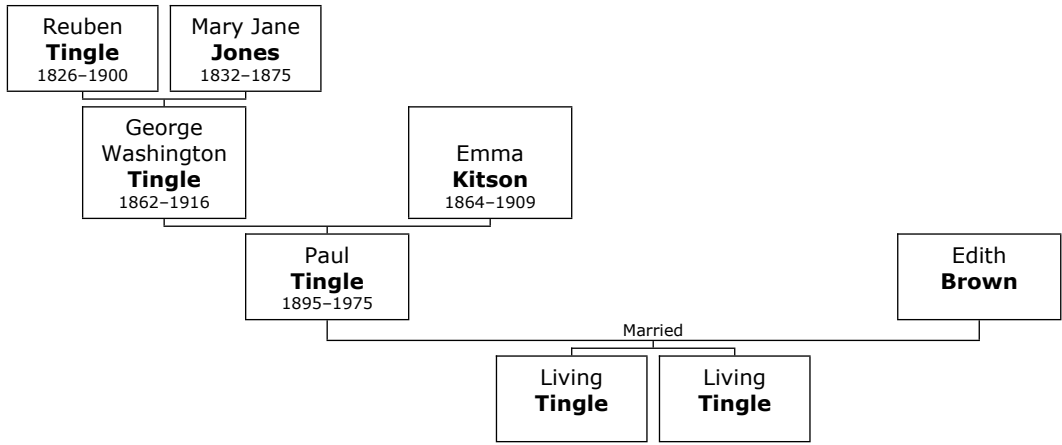 Reuben
Tingle
1826–1900
Mary Jane
Jones
1832–1875
George
Washington
Tingle
1862–1916
Emma
Kitson
1864–1909
Paul
Tingle
1895–1975
Edith
Brown
Married
Living
Tingle
Living
Tingle